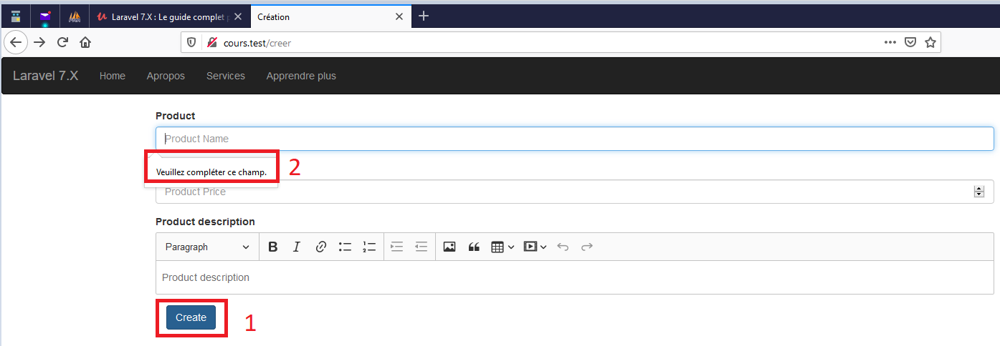 Laravel 7.X : Le guide complet
Création
cours.test/creer
Laravel 7.X Home Apropos Services Apprendre plus
Product
Product Name
Veuillez compléter ce champ.
2
Product Price
Product description
Paragraph
Product description
Create
1